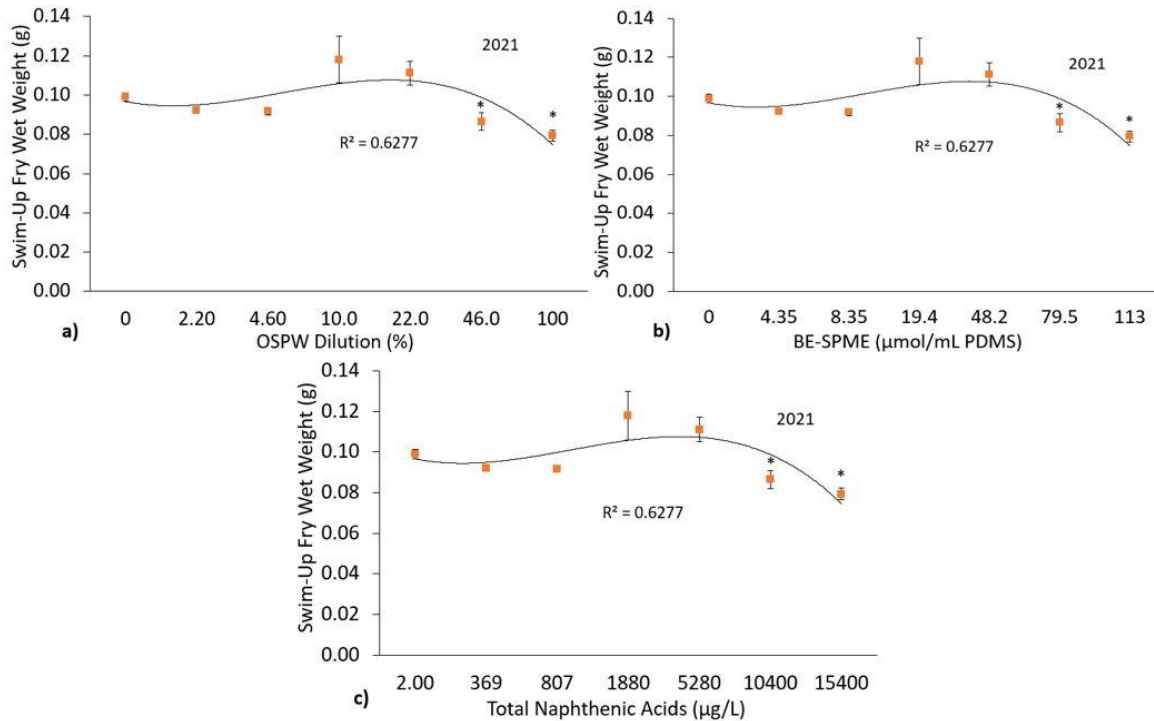 Swim-Up Fry Wet Weight (g)
0.14
0.12
0.10
0.08
0.06
0.04
0.02
0.00
2021
*
*
R² = 0.6277
0 2.20 4.60 10.0 22.0 46.0 100
a) OSPW Dilution (%)
Swim-Up Fry Wet Weight (g)
0.14
0.12
0.10
0.08
0.06
0.04
0.02
0.00
2021
*
*
R² = 0.6277
0 4.35 8.35 19.4 48.2 79.5 113
b) BE-SPME (µmol/mL PDMS)
Swim-Up Fry Wet Weight (g)
0.14
0.12
0.10
0.08
0.06
0.04
0.02
0.00
2021
*
*
R² = 0.6277
2.00 369 807 1880 5280 10400 15400
c) Total Naphthenic Acids (µg/L)